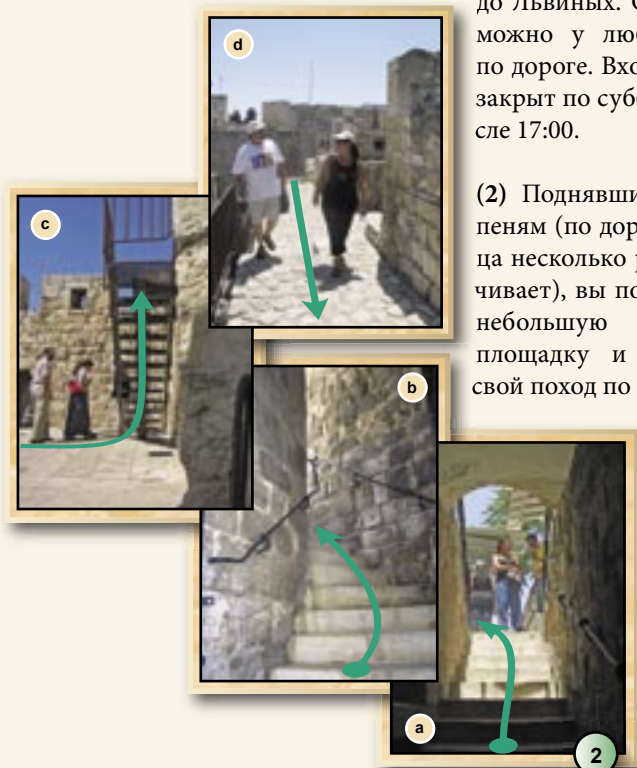 до Львиных. С
можно у люб
по дороге. Вхо
закрыт по субб
сле 17:00.
(2) Поднявши
пеням (по дор
ца несколько р
чивает), вы по
небольшую
площадку и
свой поход по
d
c
b
a
2